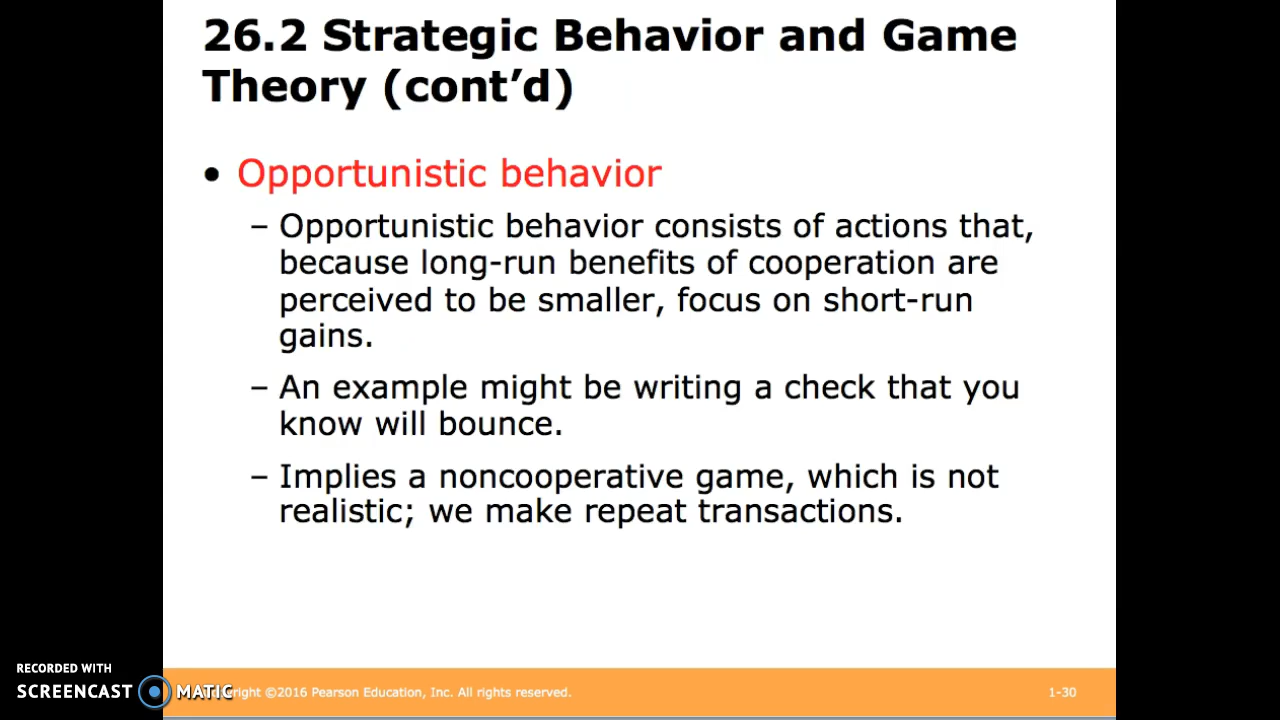 26.2 Strategic Behavior and Game
Theory (cont’d)
• Opportunistic behavior
– Opportunistic behavior consists of actions that,
because long-run benefits of cooperation are
perceived to be smaller, focus on short-run
gains.
– An example might be writing a check that you
know will bounce.
– Implies a noncooperative game, which is not
realistic; we make repeat transactions.
RECORDED WITH
SCREENCAST MATIC
©2016 Pearson Education, Inc. All rights reserved.
1-30